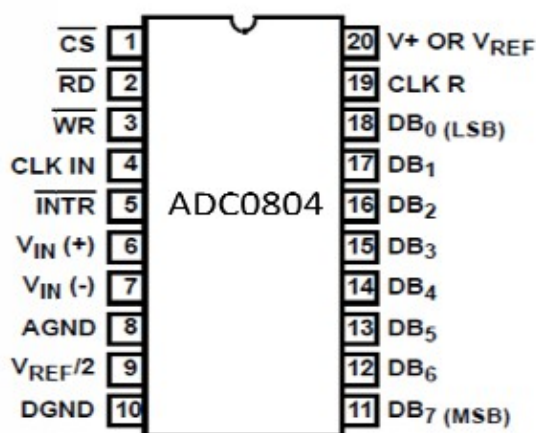 CS 1 20 V+ OR VREF
RD 2 19 CLK R
WR 3 18 DB0 (LSB)
CLK IN 4 17 DB1
INTR 5 ADC0804 16 DB2
VIN (+) 6 15 DB3
VIN (-) 7 14 DB4
AGND 8 13 DB5
VREF/2 9 12 DB6
DGND 10 11 DB7 (MSB)